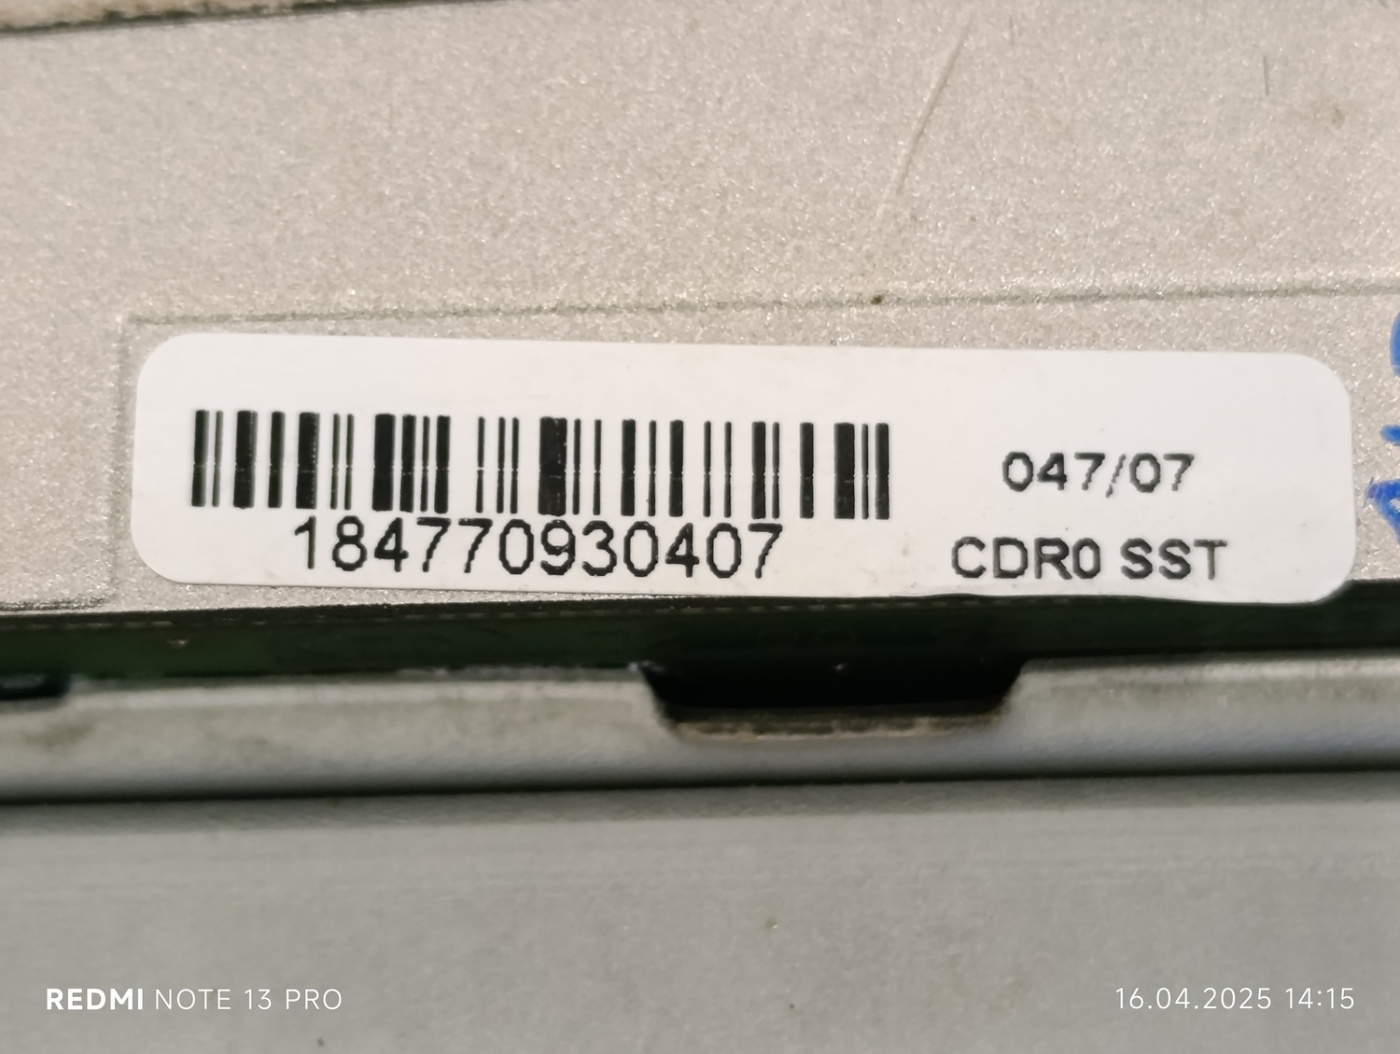 047/07
184770930407
CDR0 SST
REDMI NOTE 13 PRO
16.04.2025 14:15